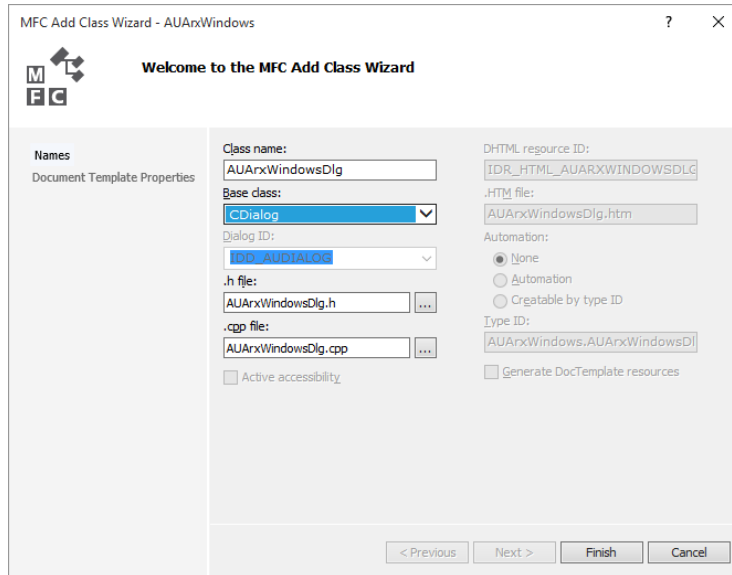 MFC Add Class Wizard - AUArxWindows
?
M
F C
Welcome to the MFC Add Class Wizard
Names
Document Template Properties
Class name:
AUArxWindowsDlg
Base class:
CDialog
Dialog ID:
IDD_AUDIALOG
.h file:
AUArxWindowsDlg.h
...
.cpp file:
AUArxWindowsDlg.cpp
...
Active accessibility
DHTML resource ID:
IDR_HTML_AUARXWINDOWSDLG
.HTM file:
AUArxWindowsDlg.htm
Automation:
None
Automation
Creatable by type ID
Type ID:
AUArxWindows.AUArxWindowsDl
Generate DocTemplate resources
< Previous
Next >
Finish
Cancel